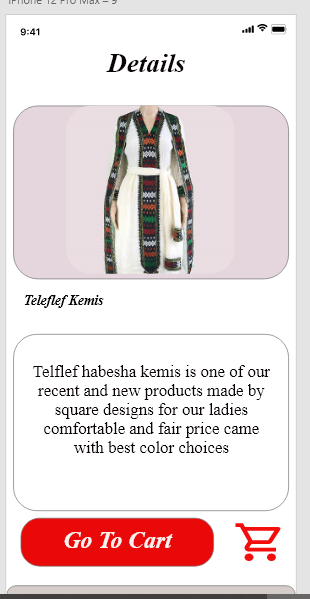 iPhone 12 Pro Max – 9
9:41
Details
Teleflef Kemis
Telflef habesha kemis is one of our
recent and new products made by
square designs for our ladies
comfortable and fair price came
with best color choices
Go To Cart